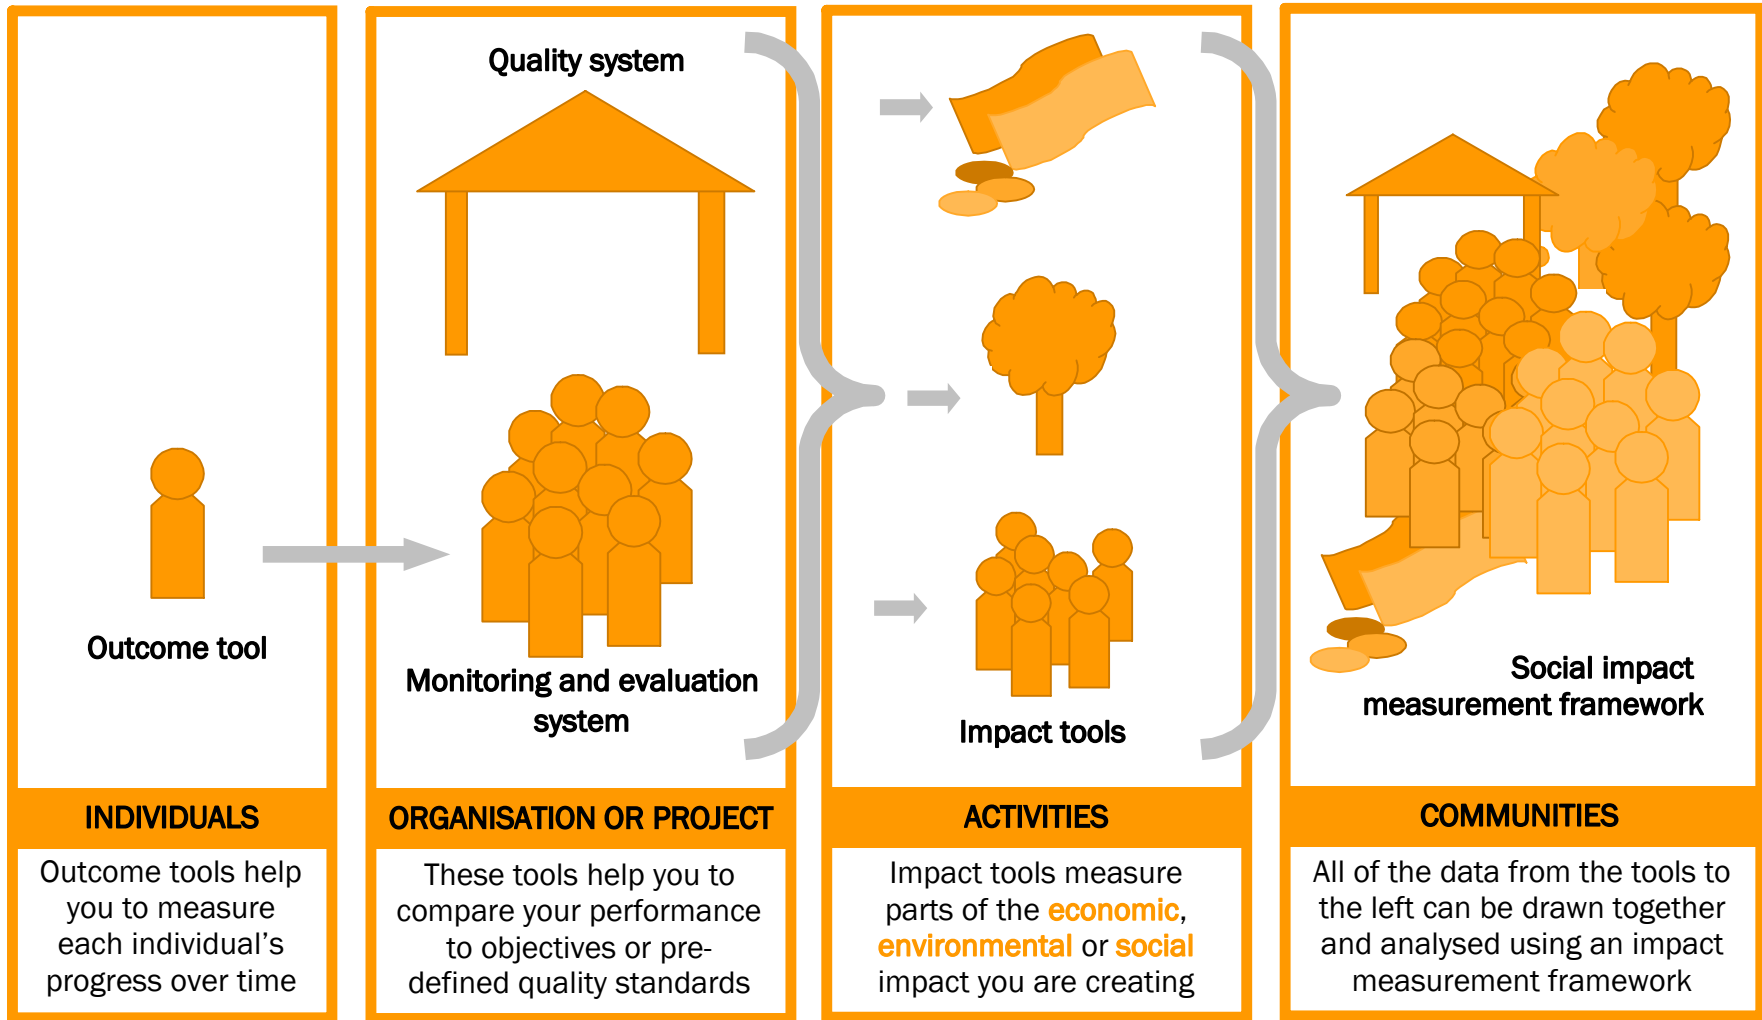 Outcome tool
INDIVIDUALS
Outcome tools help
you to measure
each individual’s
progress over time
Quality system
Monitoring and evaluation
system
ORGANISATION OR PROJECT
These tools help you to
compare your performance
to objectives or pre-
defined quality standards
Impact tools
ACTIVITIES
Impact tools measure
parts of the economic,
environmental or social
impact you are creating
Social impact
measurement framework
COMMUNITIES
All of the data from the tools to
the left can be drawn together
and analysed using an impact
measurement framework